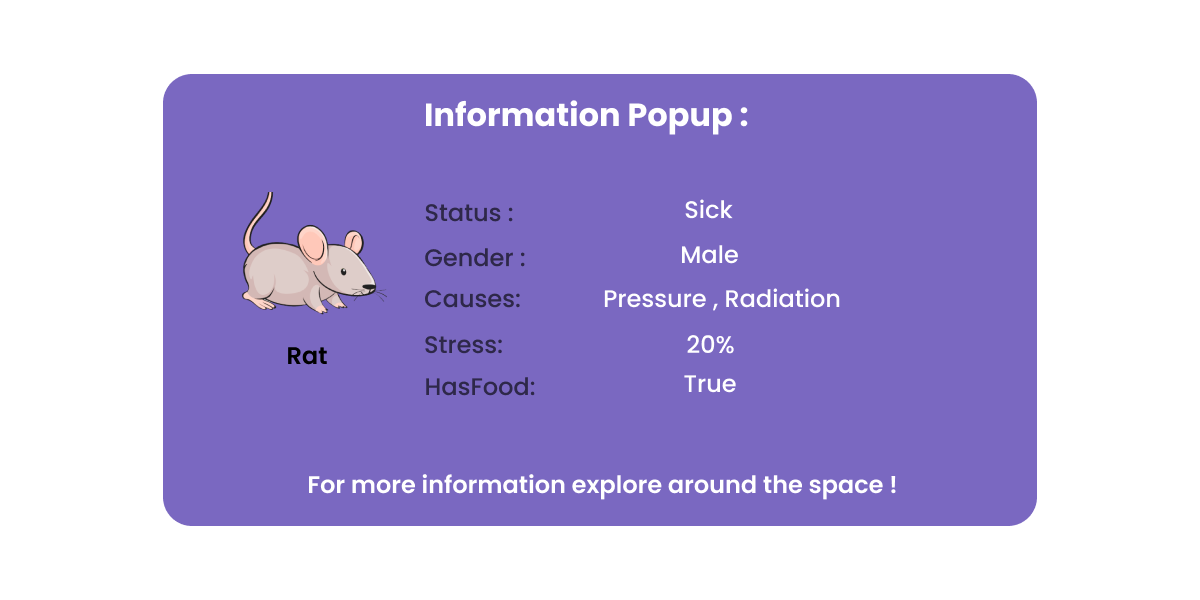 Information Popup :
Status : Sick
Gender : Male
Causes: Pressure , Radiation
Stress: 20%
HasFood: True
Rat
For more information explore around the space !